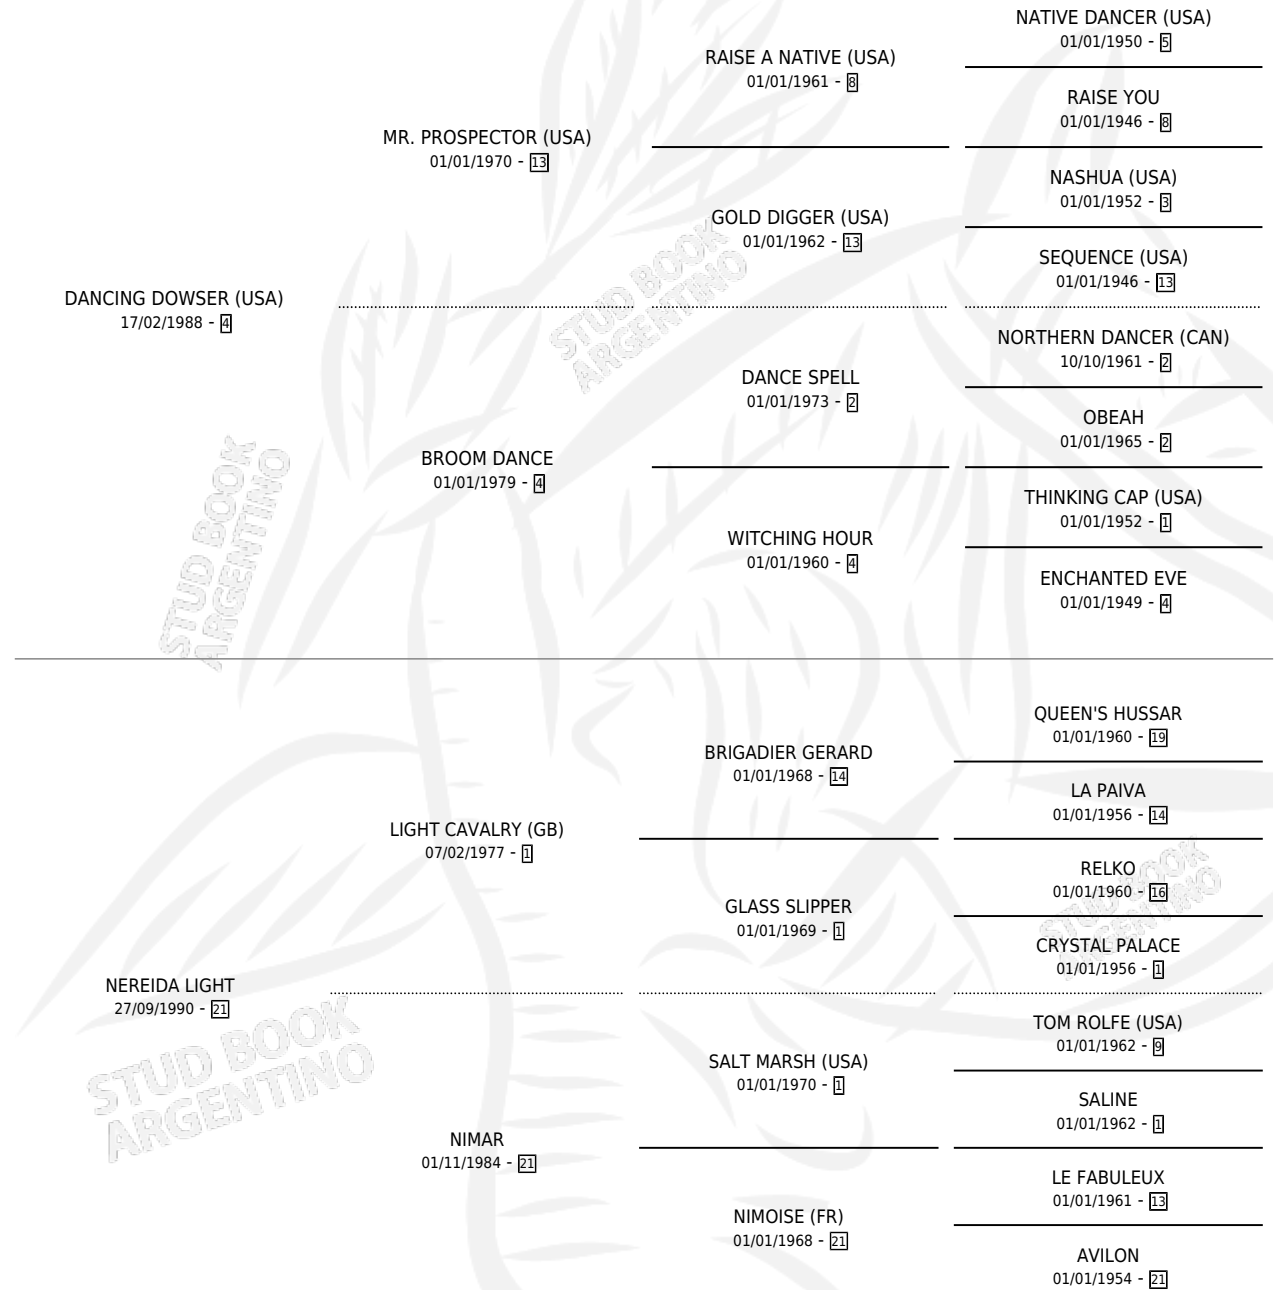 NATIVE DANCER (USA)
01/01/1950 - 5
RAISE A NATIVE (USA)
01/01/1961 - 8
RAISE YOU
01/01/1946 - 8
MR. PROSPECTOR (USA)
01/01/1970 - 13
NASHUA (USA)
01/01/1952 - 3
GOLD DIGGER (USA)
01/01/1962 - 13
SEQUENCE (USA)
01/01/1946 - 13
DANCING DOWSER (USA)
17/02/1988 - 4
STUD BOOK
ARGENTINO
NORTHERN DANCER (CAN)
10/10/1961 - 2
DANCE SPELL
01/01/1973 - 2
OBEAH
01/01/1965 - 2
BROOM DANCE
01/01/1979 - 4
THINKING CAP (USA)
01/01/1952 - 1
WITCHING HOUR
01/01/1960 - 4
ENCHANTED EVE
01/01/1949 - 4
STUD BOOK
ARGENTINO
QUEEN'S HUSSAR
01/01/1960 - 19
BRIGADIER GERARD
01/01/1968 - 14
LA PAIVA
01/01/1956 - 14
LIGHT CAVALRY (GB)
07/02/1977 - 1
RELKO
01/01/1960 - 16
GLASS SLIPPER
01/01/1969 - 1
CRYSTAL PALACE
01/01/1956 - 1
STUD BOOK
ARGENTINO
NEREIDA LIGHT
27/09/1990 - 21
TOM ROLFE (USA)
01/01/1962 - 9
SALT MARSH (USA)
01/01/1970 - 1
SALINE
01/01/1962 - 1
STUD BOOK
ARGENTINO
NIMAR
01/11/1984 - 21
LE FABULEUX
01/01/1961 - 13
NIMOISE (FR)
01/01/1968 - 21
AVILON
01/01/1954 - 21